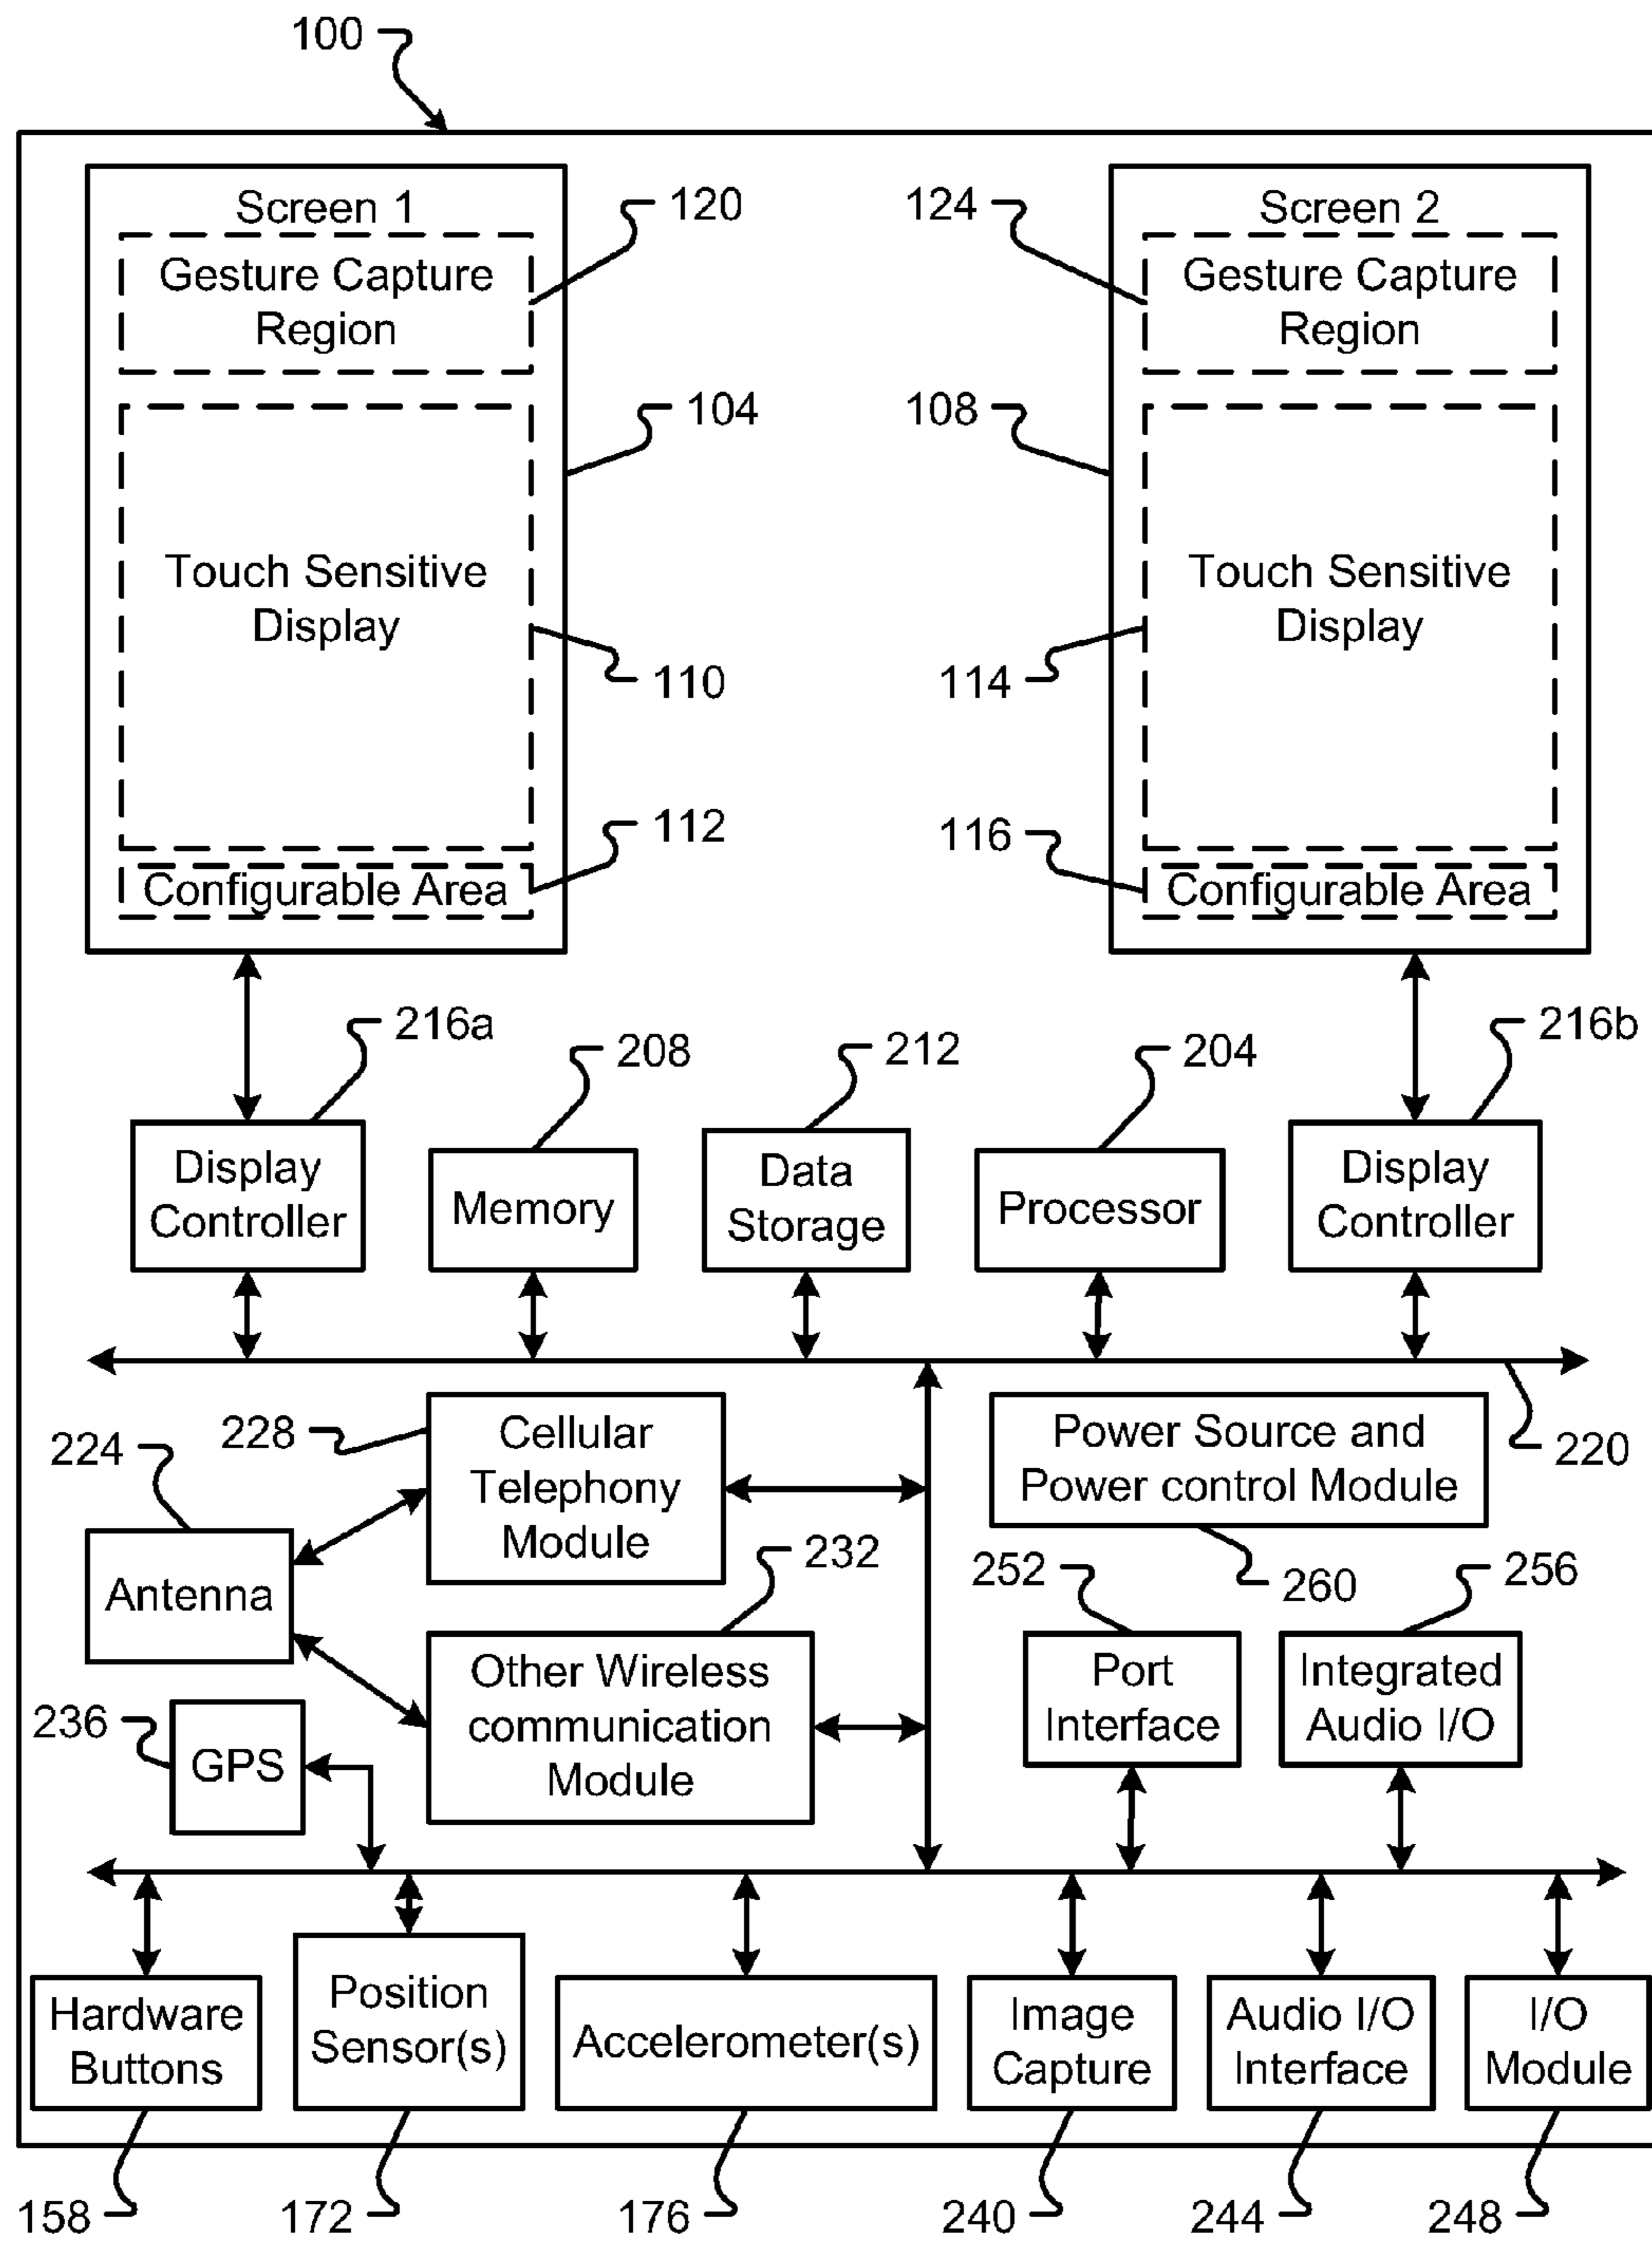 100
Screen 1
Gesture Capture
Region
120
Touch Sensitive
Display
104
110
Configurable Area
112
Screen 2
124
Gesture Capture
Region
108
Touch Sensitive
Display
114
116
Configurable Area
216a
208
212
204
216b
Display
Controller
Memory
Data
Storage
Processor
Display
Controller
220
224
228
Cellular
Telephony
Module
Power Source and
Power control Module
260
Antenna
232
Other Wireless
communication
Module
252
Port
Interface
256
Integrated
Audio I/O
236
GPS
Hardware
Buttons
Position
Sensor(s)
Accelerometer(s)
Image
Capture
Audio I/O
Interface
I/O
Module
158
172
176
240
244
248